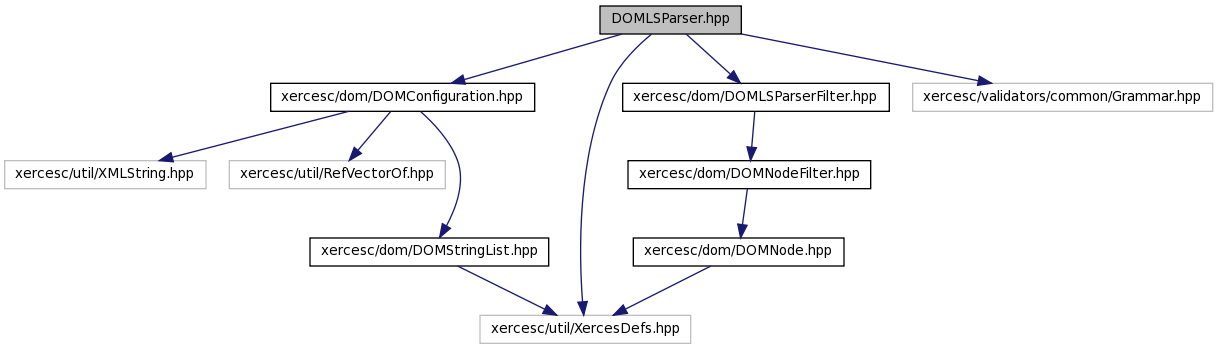 DOMLSParser.hpp
xercesc/dom/DOMConfiguration.hpp
xercesc/dom/DOMLSParserFilter.hpp
xercesc/validators/common/Grammar.hpp
xercesc/util/XMLString.hpp
xercesc/util/RefVectorOf.hpp
xercesc/dom/DOMNodeFilter.hpp
xercesc/dom/DOMStringList.hpp
xercesc/dom/DOMNode.hpp
xercesc/util/XercesDefs.hpp